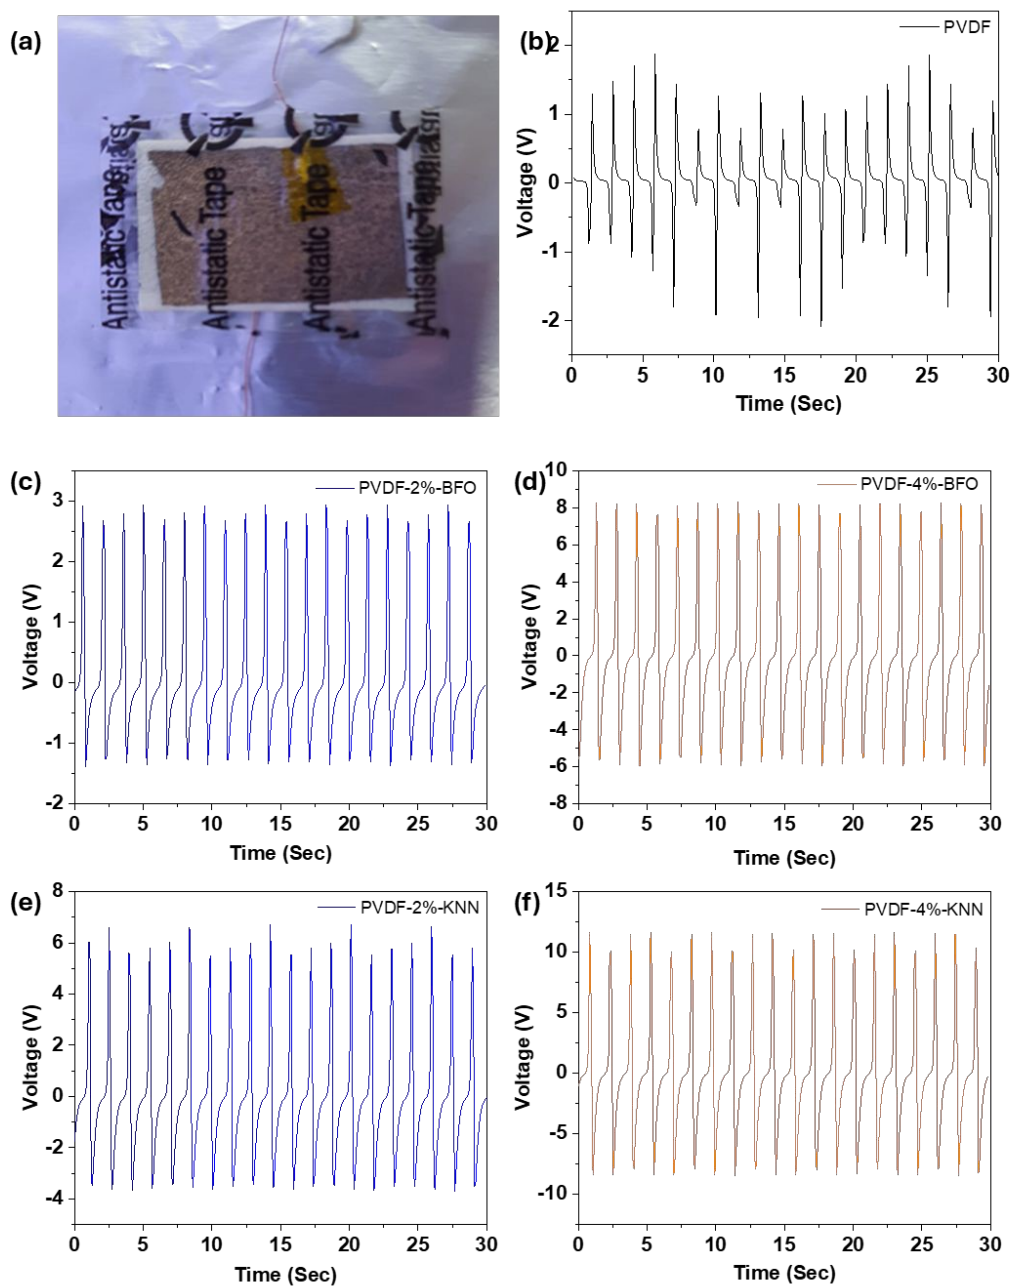 (a)
Antistatic Tape
Antistatic Tape
Antistatic Tape
Antistatic Tape
(b)
PVDF
Voltage (V)
2
1
0
-1
-2
0 5 10 15 20 25 30
Time (Sec)
(c)
PVDF-2%-BFO
Voltage (V)
3
2
1
0
-1
-2
0 5 10 15 20 25 30
Time (Sec)
(d)
PVDF-4%-BFO
Voltage (V)
10
8
6
4
2
0
-2
-4
-6
-8
0 5 10 15 20 25 30
Time (Sec)
(e)
PVDF-2%-KNN
Voltage (V)
8
6
4
2
0
-2
-4
0 5 10 15 20 25 30
Time (Sec)
(f)
PVDF-4%-KNN
Voltage (V)
15
10
5
0
-5
-10
0 5 10 15 20 25 30
Time (Sec)